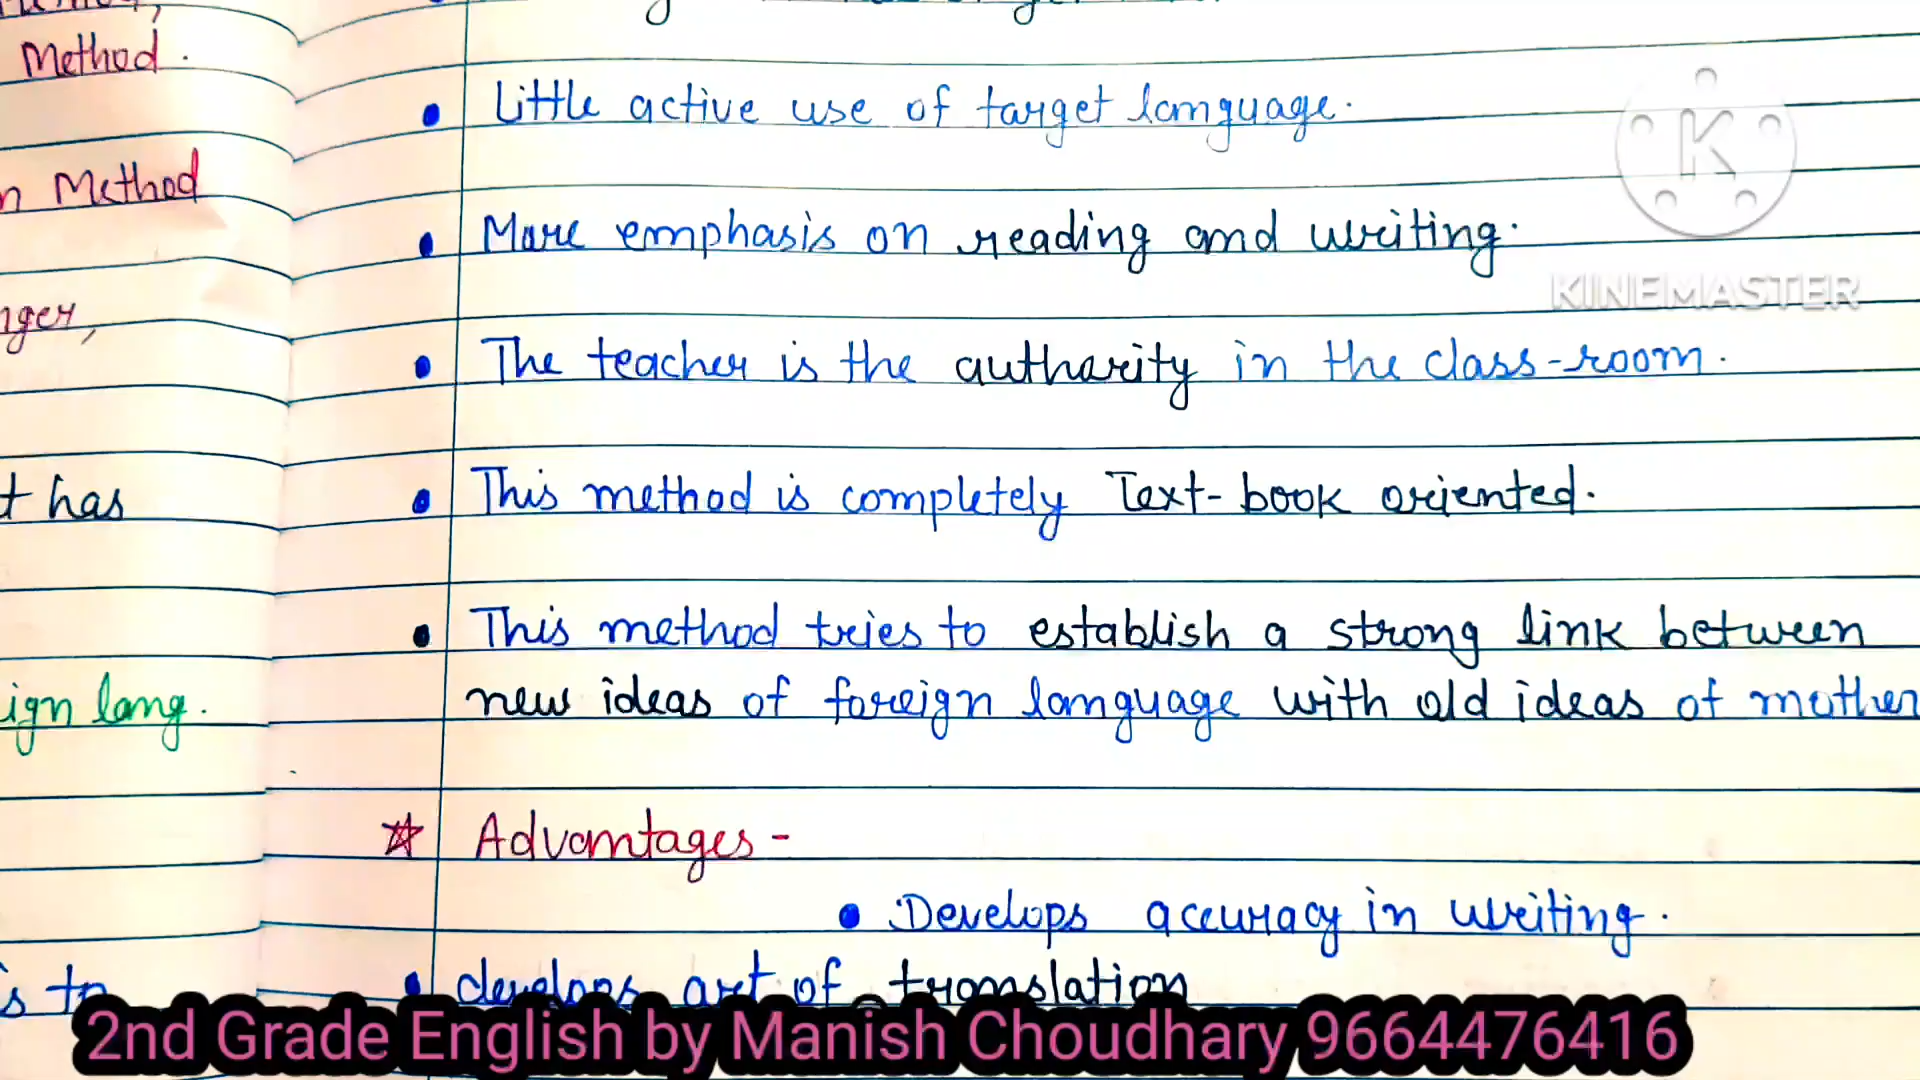 Method.
• Little active use of target language.
n Method
• More emphasis on reading and writing.
nger,
• The teacher is the autharity in the class-room.
t has
• This method is completely Text-book oriented.
• This method tries to establish a strong link between
ign lang.
new ideas of foreign language with old ideas of mother
☆ Advantages -
• Develops accuracy in writing.
s to
• develops art of translation
KINEMASTER
2nd Grade English by Manish Choudhary 9664476416